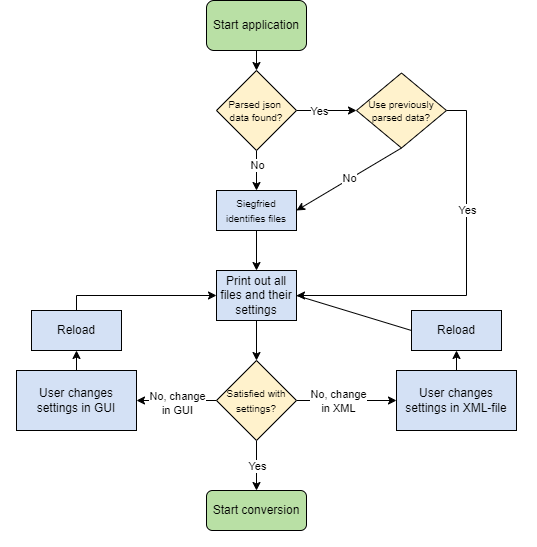 Start application
Parsed json
data found?
Yes
Use previously
parsed data?
No
No
Siegfried
identifies files
Yes
Print out all
files and their
settings
Reload
Reload
User changes
settings in GUI
No, change
in GUI
Satisfied with
settings?
No, change
in XML
User changes
settings in XML-file
Yes
Start conversion